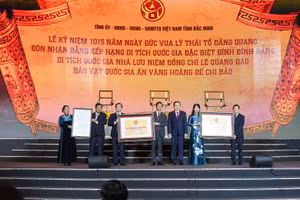 TỈNH ỦY - HĐND - UBND - UBMTTQ VIỆT NAM TỈNH BẮC NINH
LỄ KỶ NIỆM 1015 NĂM NGÀY ĐỨC VUA LÝ THÁI TỔ ĐĂNG QUANG
ĐÓN NHẬN BẰNG XẾP HẠNG DI TÍCH QUỐC GIA ĐẶC BIỆT ĐÌNH ĐÌNH BẢNG
DI TÍCH QUỐC GIA NHÀ LƯU NIỆM ĐỒNG CHÍ LÊ QUANG ĐẠO
BẢO VẬT QUỐC GIA ẤN VÀNG HOÀNG ĐẾ CHI BẢO